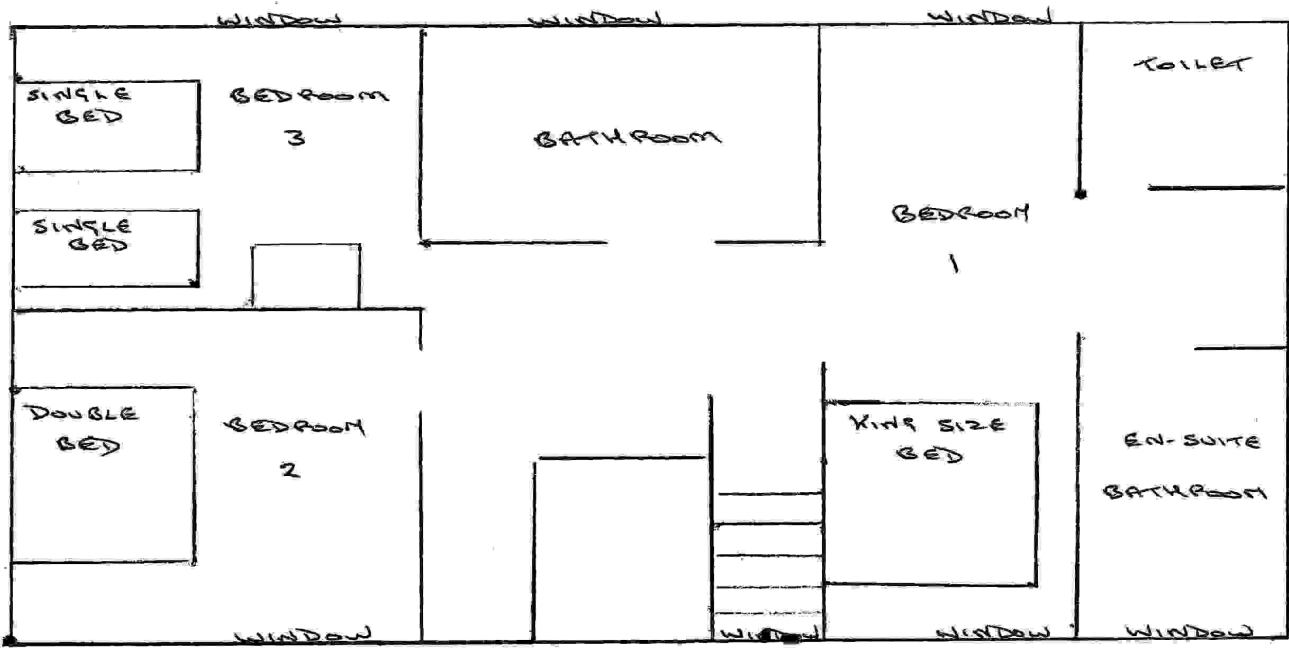 WINDOW
WINDOW
WINDOW
TOILET
SINGLE
BED
BEDROOM
3
BATHROOM
SINGLE
BED
BEDROOM
1
DOUBLE
BED
BEDROOM
2
KING SIZE
BED
EN-SUITE
BATHROOM
WINDOW
WINDOW
WINDOW
WINDOW